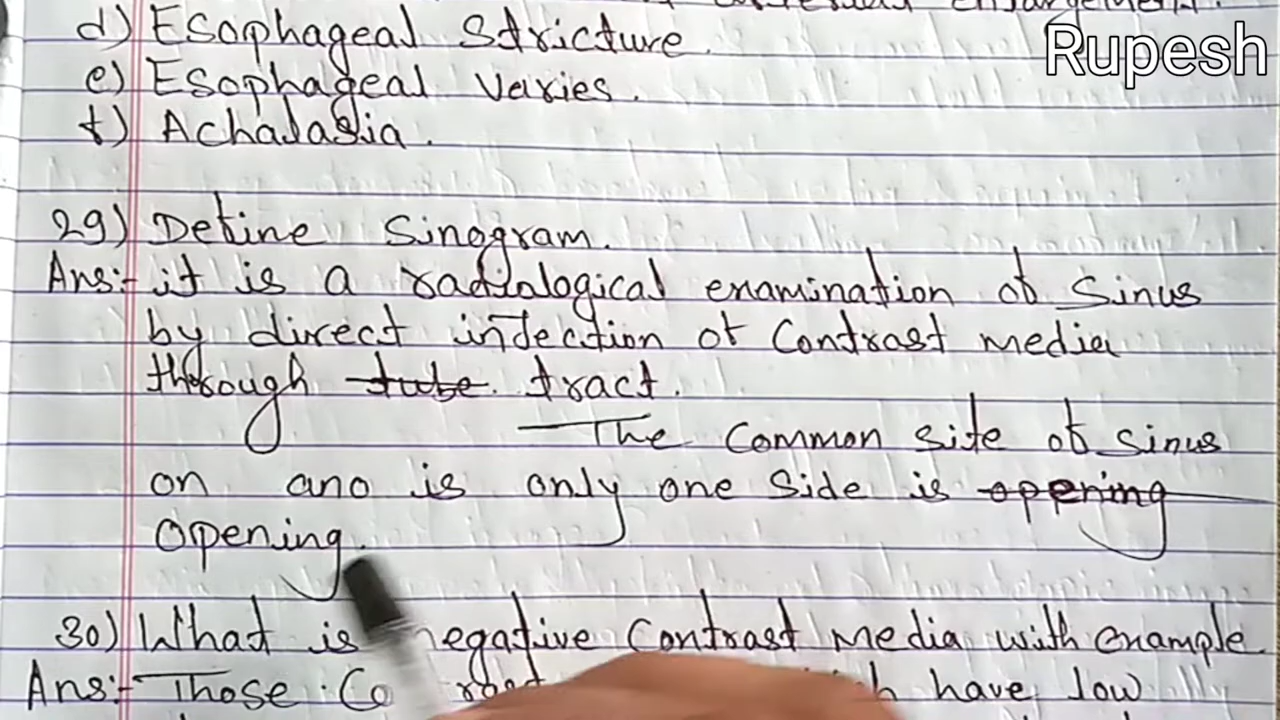 enlargement.
Rupesh
d) Esophageal Stricture.
e) Esophageal Varies.
f) Achalasia.
29) Define Sinogram.
Ans:- it is a radiological examination of Sinus
by direct injection of Contrast media
through tube tract.
The Common site of sinus
on ano is only one side is opening
opening.
30) What is negative Contrast Media with example.
Ans:- Those have low